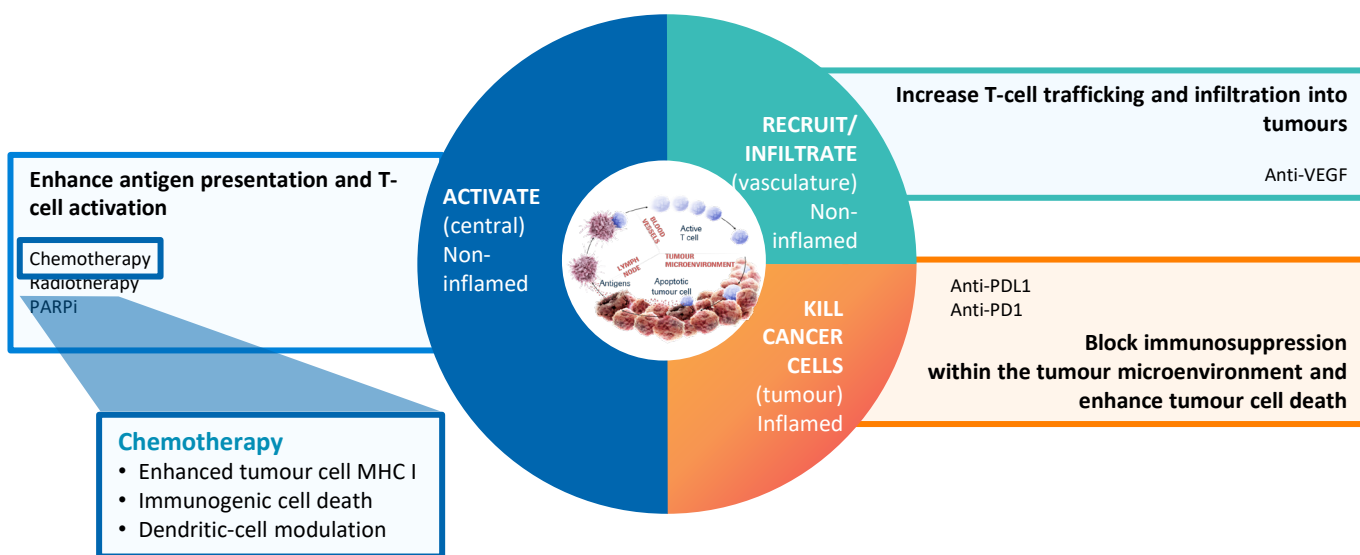 Enhance antigen presentation and T-
cell activation
Chemotherapy
Radiotherapy
PARPi
Chemotherapy
• Enhanced tumour cell MHC I
• Immunogenic cell death
• Dendritic-cell modulation
ACTIVATE
(central)
Non-
inflamed
RECRUIT/
INFILTRATE
(vasculature)
Non-
inflamed
KILL
CANCER
CELLS
(tumour)
Inflamed
BLOOD
VESSELS
Active
T cell
LYMPH
NODE
TUMOUR
MICROENVIRONMENT
Antigens
Apoptotic
tumour cell
Increase T-cell trafficking and infiltration into
tumours
Anti-VEGF
Anti-PDL1
Anti-PD1
Block immunosuppression
within the tumour microenvironment and
enhance tumour cell death